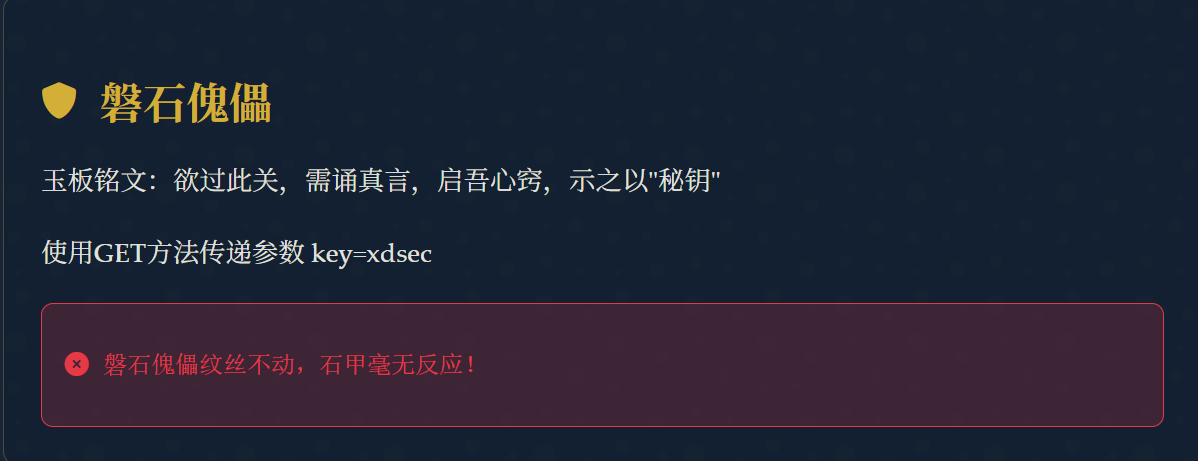 磐石傀儡
玉板铭文：欲过此关，需诵真言，启吾心窍，示之以"秘钥"
使用GET方法传递参数 key=xdsec
磐石傀儡纹丝不动，石甲毫无反应！